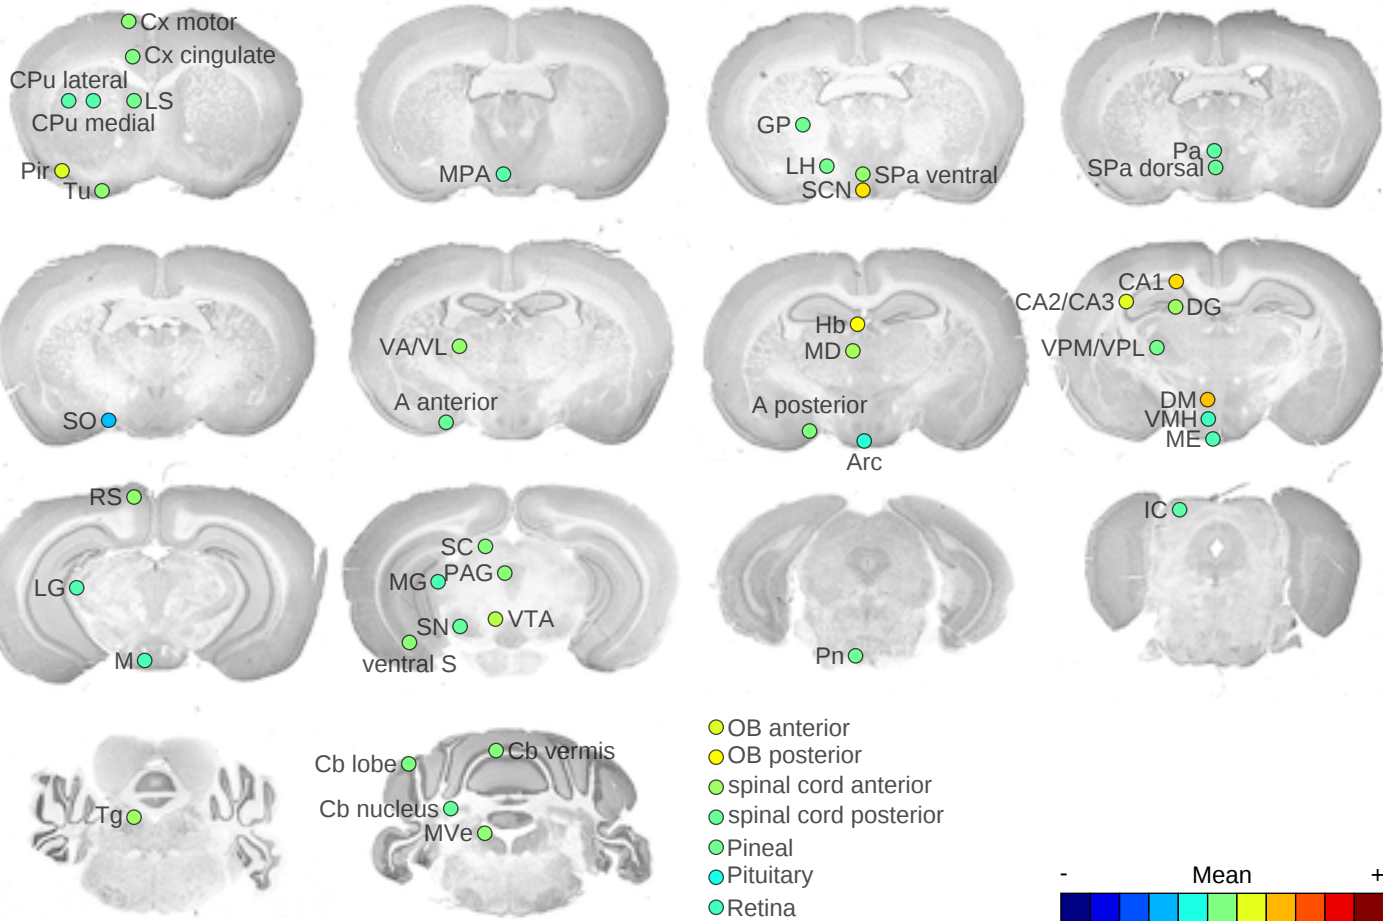 Cx motor
Cx cingulate
CPu lateral
LS
CPu medial
Pir
Tu
MPA
GP
LH
SPa ventral
SCN
Pa
SPa dorsal
SO
VA/VL
A anterior
Hb
MD
A posterior
Arc
CA1
CA2/CA3
DG
VPM/VPL
DM
VMH
ME
RS
LG
M
SC
MG
PAG
SN
VTA
ventral S
Pn
IC
Tg
Cb lobe
Cb vermis
Cb nucleus
MVe
OB anterior
OB posterior
spinal cord anterior
spinal cord posterior
Pineal
Pituitary
Retina
- Mean +